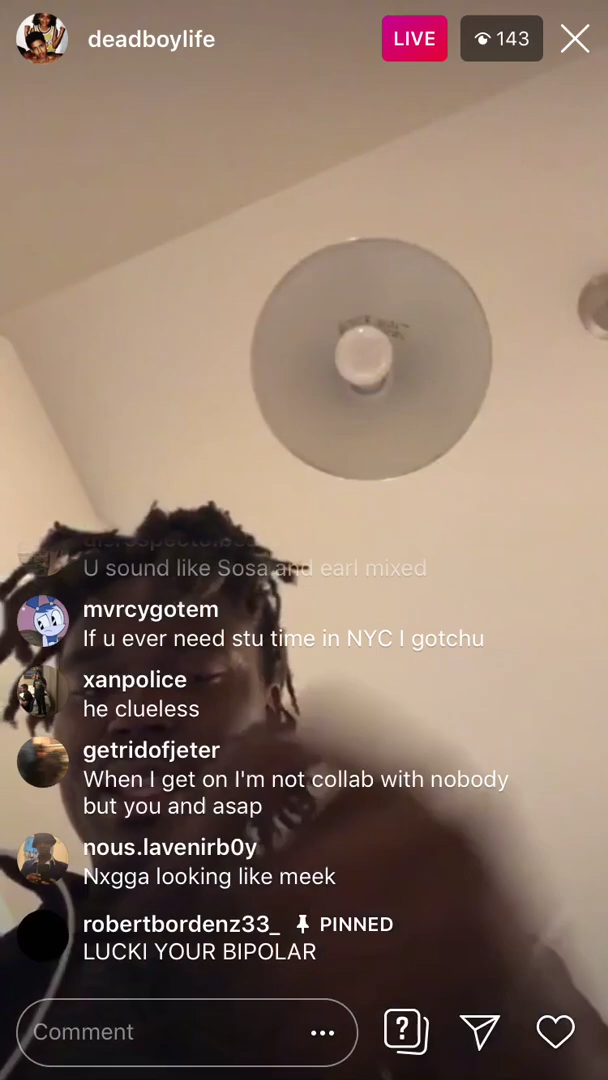 deadboylife
LIVE
143
U sound like Sosa and earl mixed
mvrcygotem
If u ever need stu time in NYC I gotchu
xanpolice
he clueless
getridofjeter
When I get on I'm not collab with nobody
but you and asap
nous.lavenirb0y
Nxgga looking like meek
robertbordenz33_ PINNED
LUCKI YOUR BIPOLAR
Comment